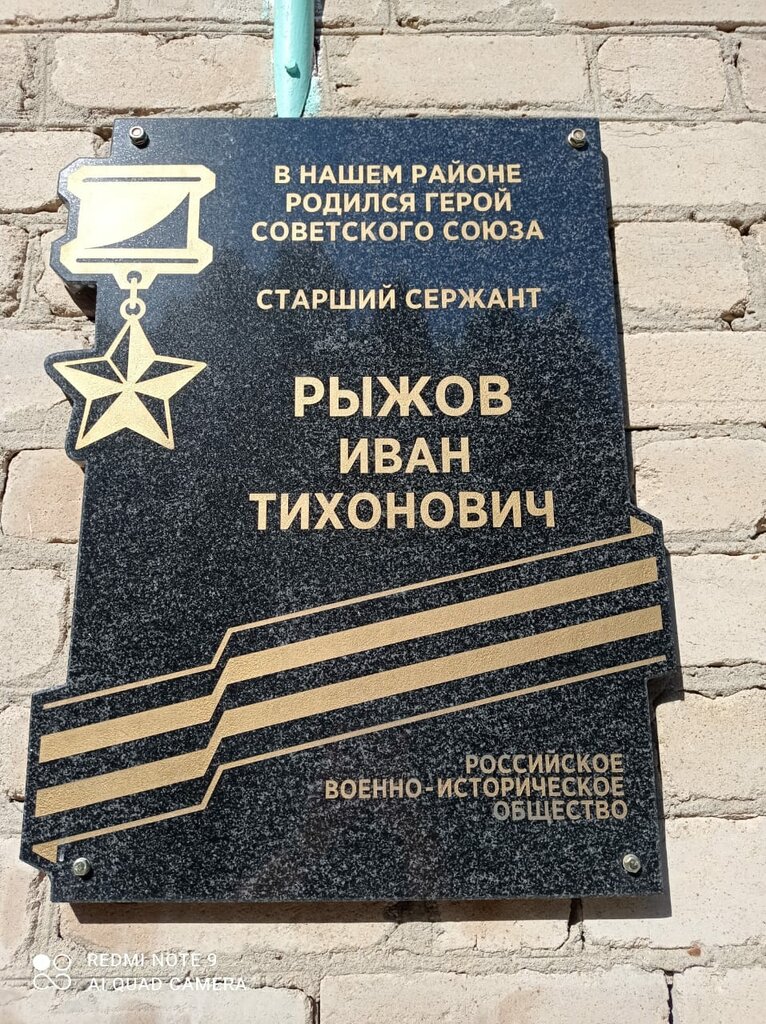 В НАШЕМ РАЙОНЕ
РОДИЛСЯ ГЕРОЙ
СОВЕТСКОГО СОЮЗА
СТАРШИЙ СЕРЖАНТ
РЫЖОВ
ИВАН
ТИХОНОВИЧ
РОССИЙСКОЕ
ВОЕННО-ИСТОРИЧЕСКОЕ
ОБЩЕСТВО
REDMI NOTE 9
AI QUAD CAMERA